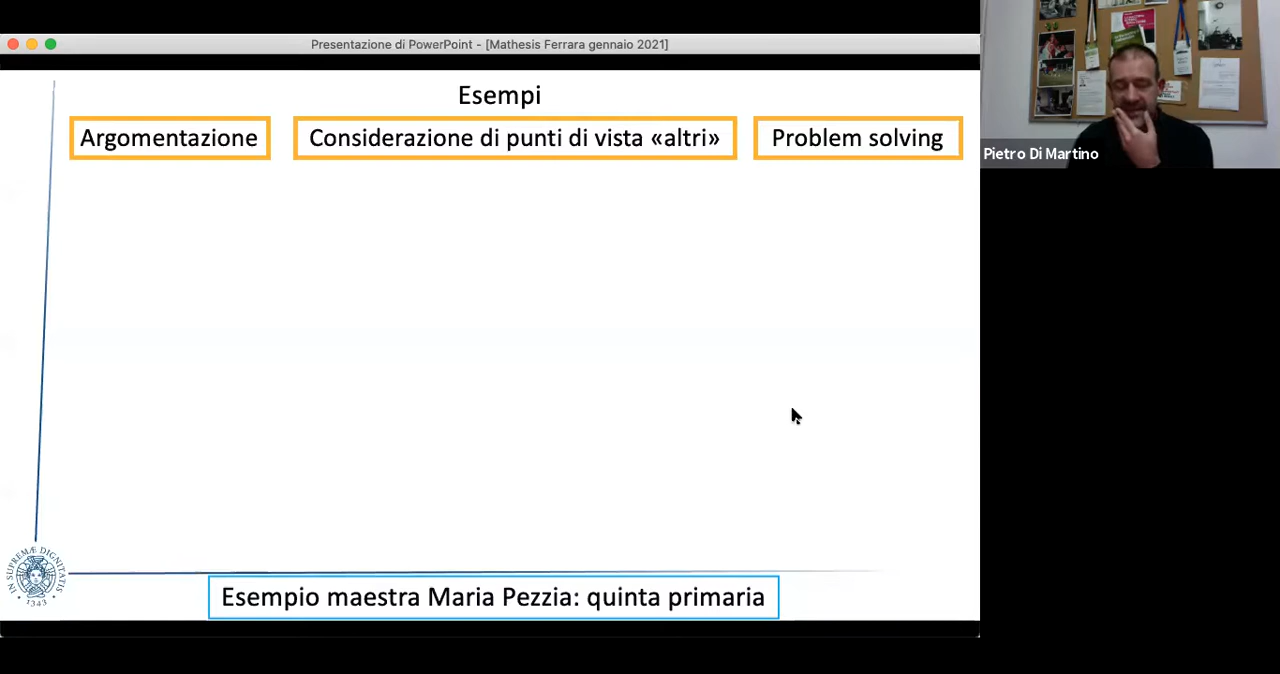 Presentazione di PowerPoint - [Mathesis Ferrara gennaio 2021]
Esempi
Argomentazione
Considerazione di punti di vista «altri»
Problem solving
Pietro Di Martino
IN SUPREMÆ DIGNITATIS
• 1343 •
Esempio maestra Maria Pezzia: quinta primaria